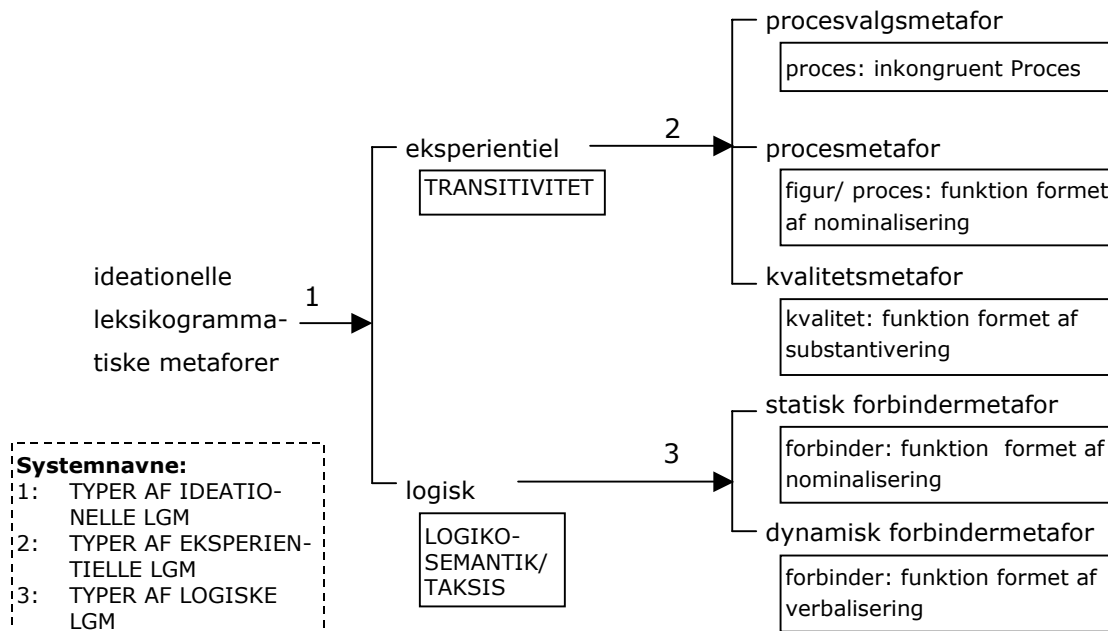 procesvalgsmetafor
proces: inkongruent Proces
2
eksperientiel
TRANSITIVITET
procesmetafor
figur/ proces: funktion formet
af nominalisering
ideationelle
leksikogramma-
tiske metaforer
1
kvalitetsmetafor
kvalitet: funktion formet af
substantivering
statisk forbindermetafor
forbinder: funktion formet af
nominalisering
3
logisk
LOGIKO-
SEMANTIK/
TAKSIS
dynamisk forbindermetafor
forbinder: funktion formet af
verbalisering
Systemnavne:
1: TYPER AF IDEATIO-
NELLE LGM
2: TYPER AF EKSPERIEN-
TIELLE LGM
3: TYPER AF LOGISKE
LGM